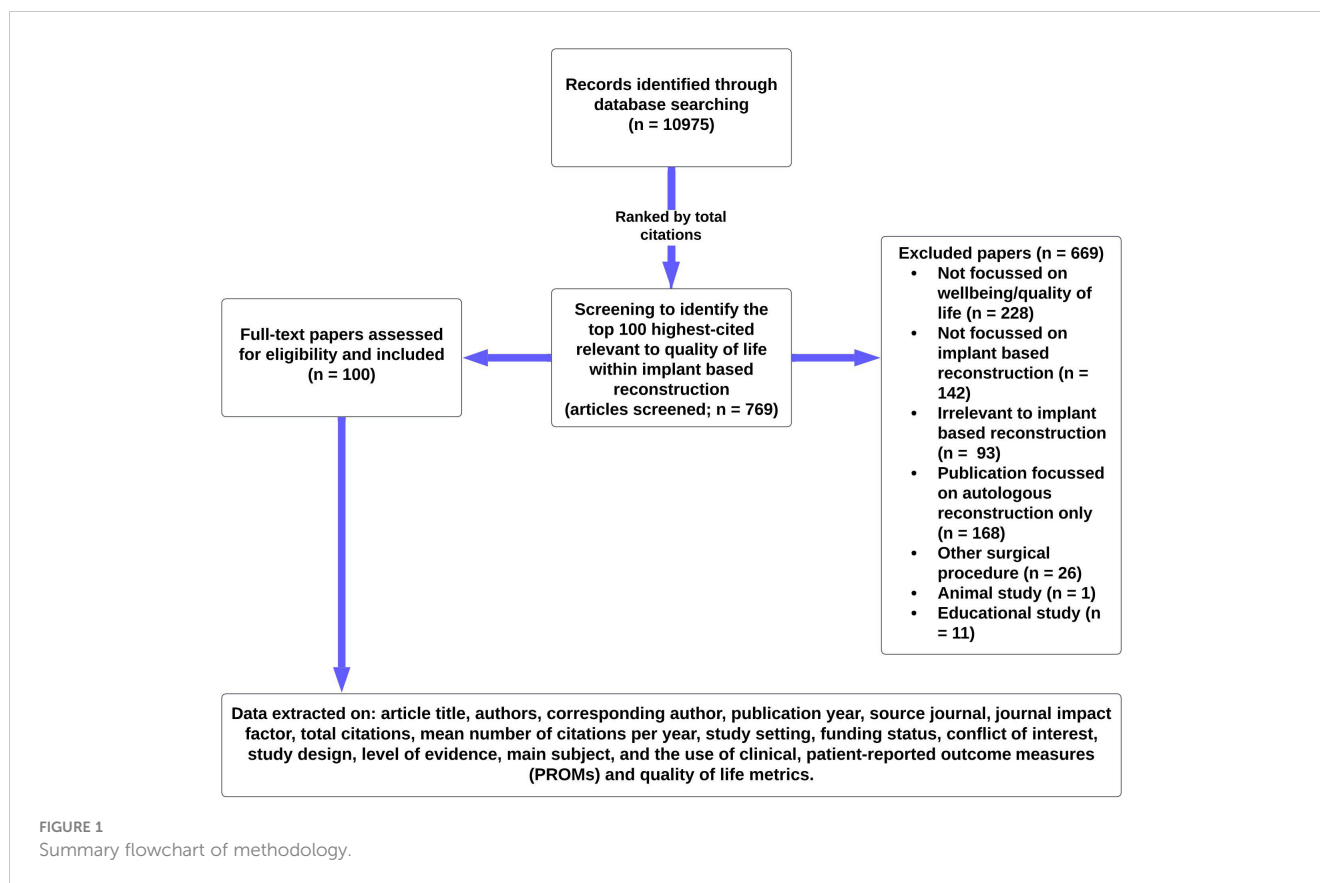 Records identified through
database searching
(n = 10975)
Ranked by total
citations
Screening to identify the
top 100 highest-cited
relevant to quality of life
within implant based
reconstruction
(articles screened; n = 769)
Full-text papers assessed
for eligibility and included
(n = 100)
Excluded papers (n = 669)
• Not focussed on
wellbeing/quality of
life (n = 228)
• Not focussed on
implant based
reconstruction (n =
142)
• Irrelevant to implant
based reconstruction
(n = 93)
• Publication focussed
on autologous
reconstruction only
(n = 168)
• Other surgical
procedure (n = 26)
• Animal study (n = 1)
• Educational study (n
= 11)
Data extracted on: article title, authors, corresponding author, publication year, source journal, journal impact
factor, total citations, mean number of citations per year, study setting, funding status, conflict of interest,
study design, level of evidence, main subject, and the use of clinical, patient-reported outcome measures
(PROMs) and quality of life metrics.
FIGURE 1
Summary flowchart of methodology.